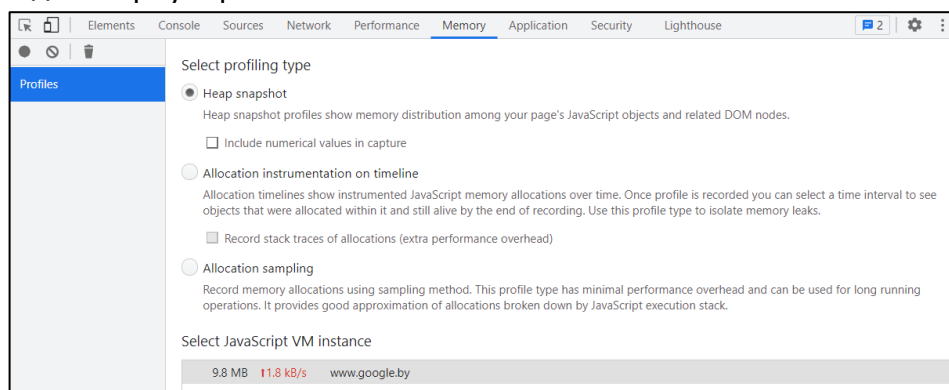 Elements Console Sources Network Performance Memory Application Security Lighthouse 2
Profiles
Select profiling type
Heap snapshot
Heap snapshot profiles show memory distribution among your page's JavaScript objects and related DOM nodes.
Include numerical values in capture
Allocation instrumentation on timeline
Allocation timelines show instrumented JavaScript memory allocations over time. Once profile is recorded you can select a time interval to see
objects that were allocated within it and still alive by the end of recording. Use this profile type to isolate memory leaks.
Record stack traces of allocations (extra performance overhead)
Allocation sampling
Record memory allocations using sampling method. This profile type has minimal performance overhead and can be used for long running
operations. It provides good approximation of allocations broken down by JavaScript execution stack.
Select JavaScript VM instance
9.8 MB ↑1.8 kB/s www.google.by